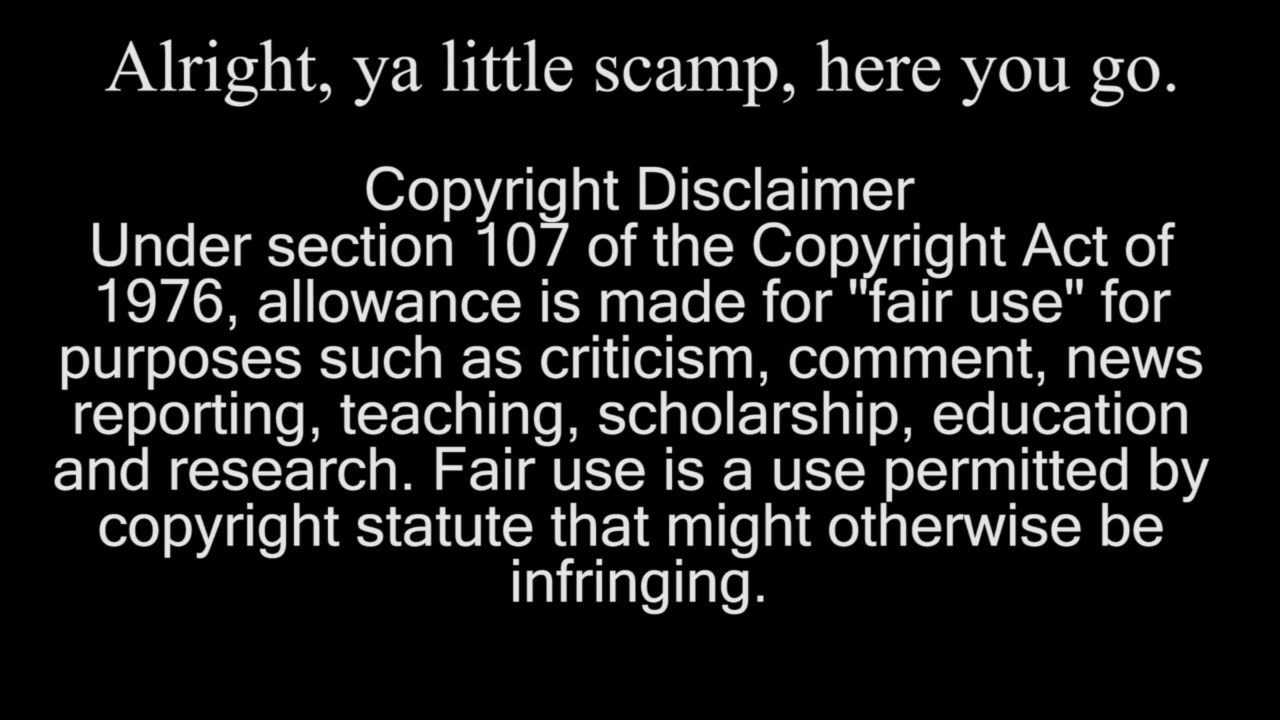 Alright, ya little scamp, here you go.
Copyright Disclaimer
Under section 107 of the Copyright Act of
1976, allowance is made for "fair use" for
purposes such as criticism, comment, news
reporting, teaching, scholarship, education
and research. Fair use is a use permitted by
copyright statute that might otherwise be
infringing.